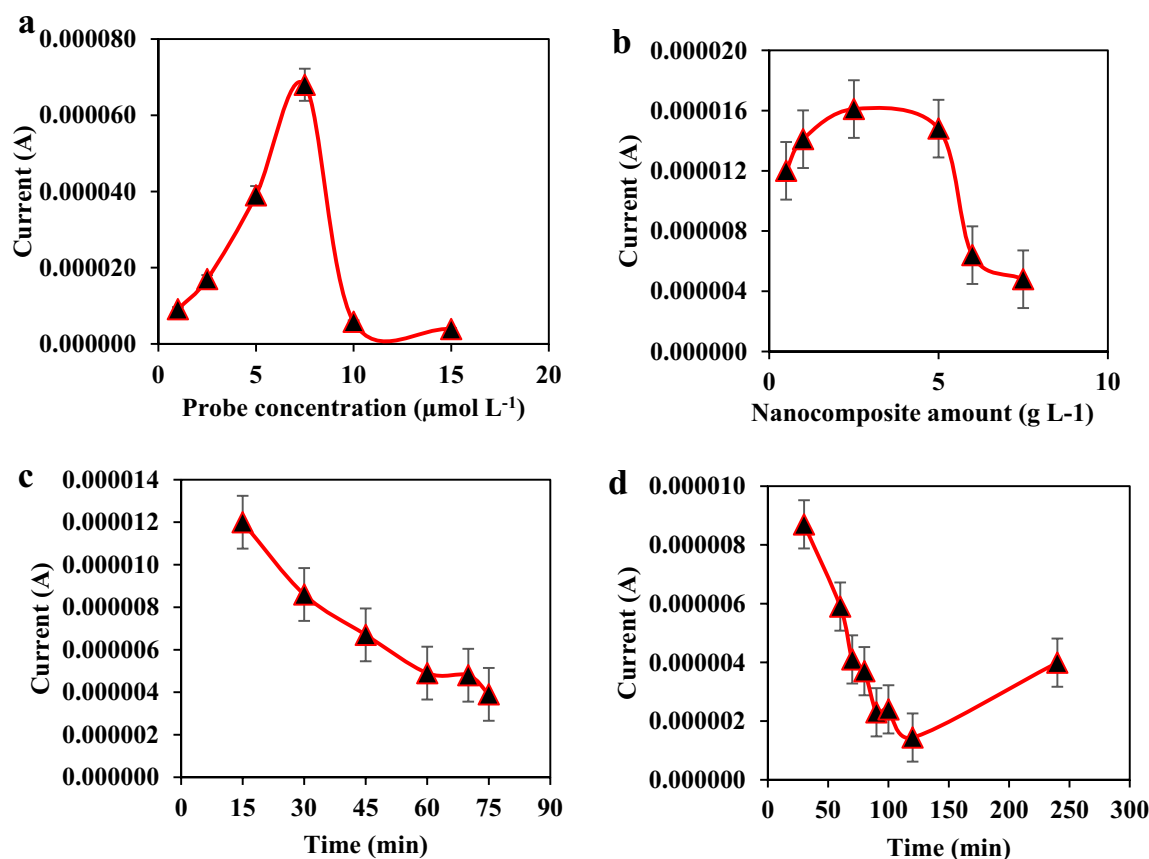 a
0.000080
0.000060
0.000040
0.000020
0.000000
Current (A)
0 5 10 15 20
Probe concentration (µmol L-1)
b
0.000020
0.000016
0.000012
0.000008
0.000004
0.000000
Current (A)
0 5 10
Nanocomposite amount (g L-1)
c
0.000014
0.000012
0.000010
0.000008
0.000006
0.000004
0.000002
0.000000
Current (A)
0 15 30 45 60 75 90
Time (min)
d
0.000010
0.000008
0.000006
0.000004
0.000002
0.000000
Current (A)
0 50 100 150 200 250 300
Time (min)